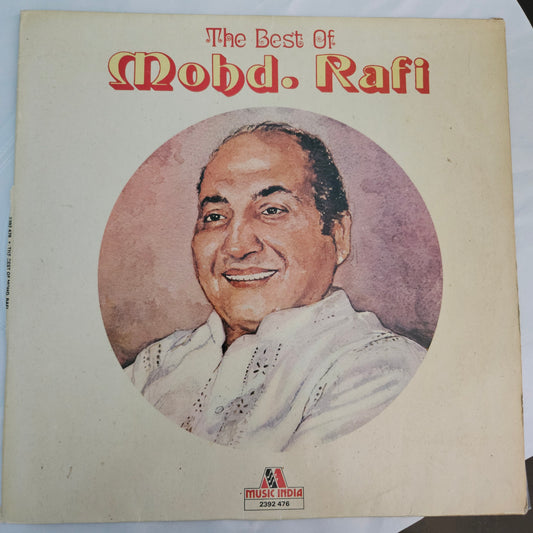 The Best Of
Mohd. Rafi
MUSIC INDIA
2392 476